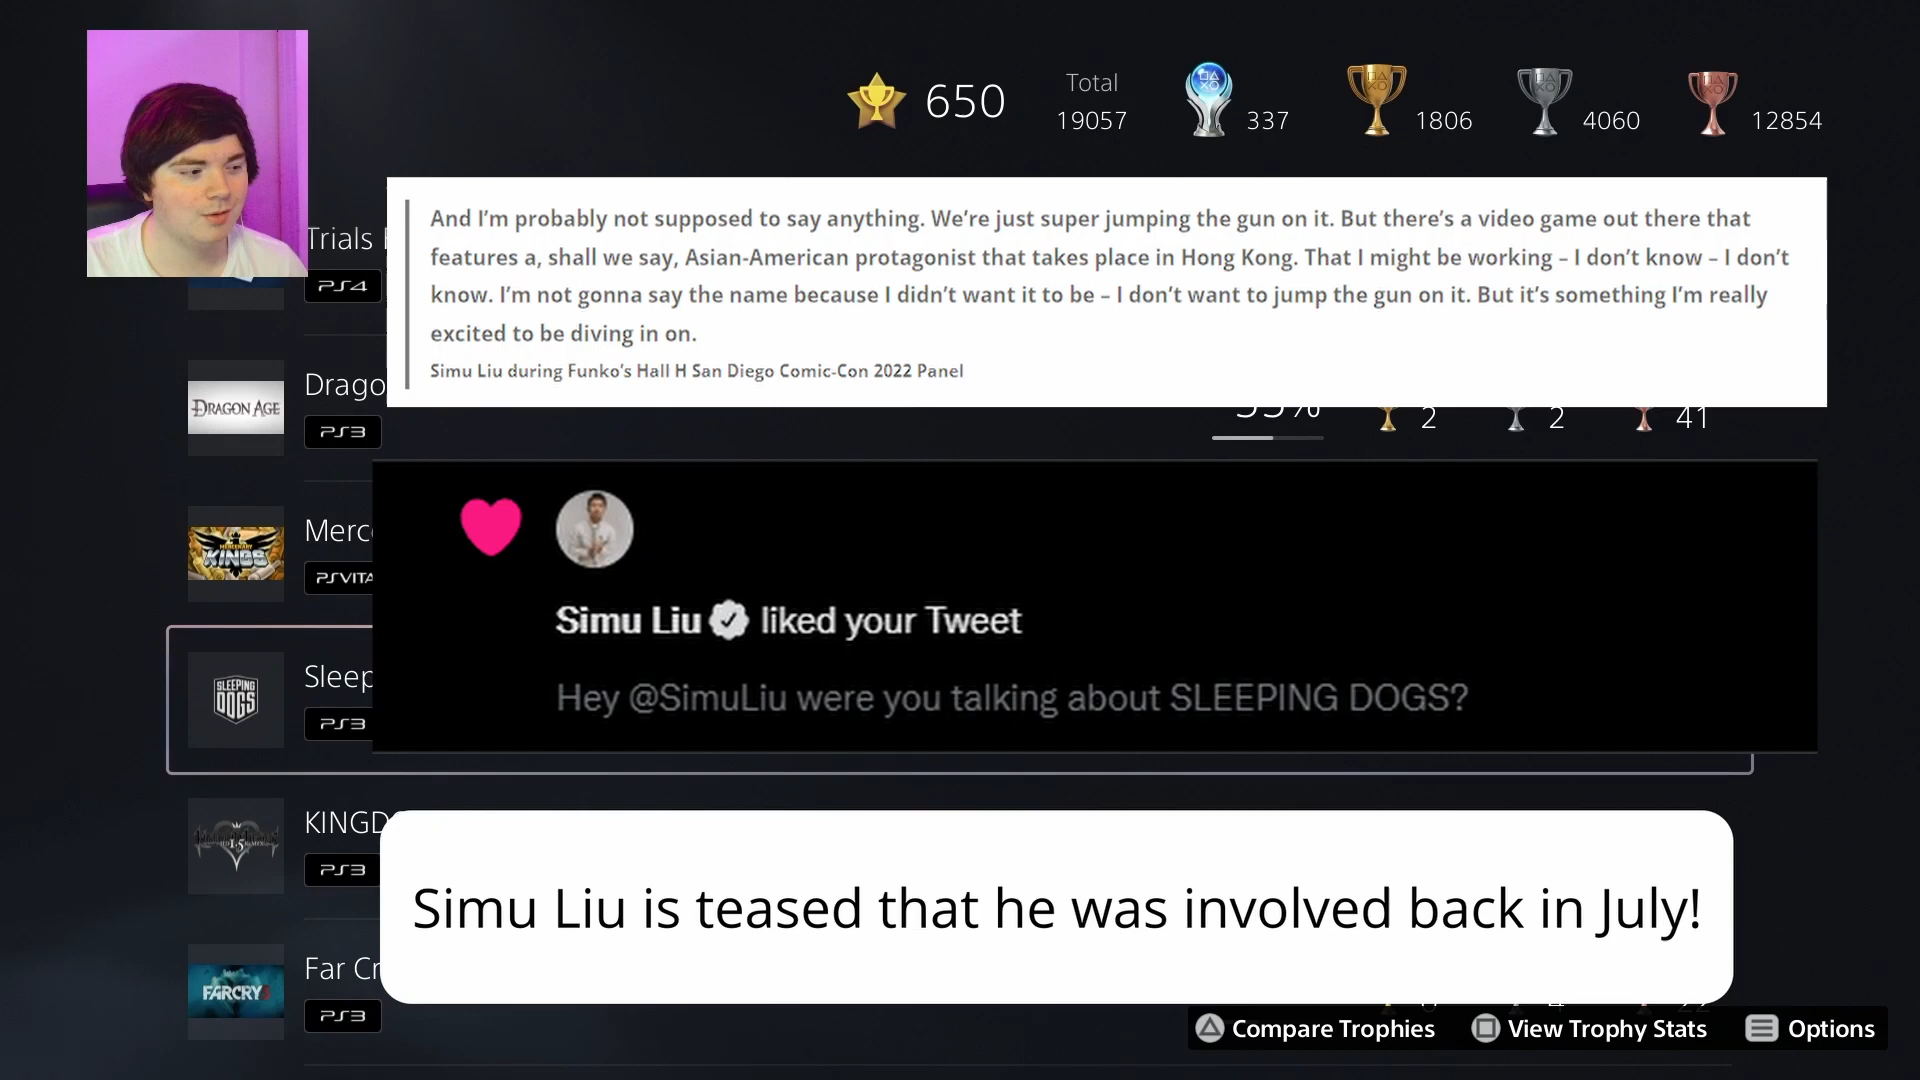 650
Total
19057
337
1806
4060
12854
Trials
PS4
And I'm probably not supposed to say anything. We're just super jumping the gun on it. But there's a video game out there that
features a, shall we say, Asian-American protagonist that takes place in Hong Kong. That I might be working – I don't know – I don't
know. I'm not gonna say the name because I didn't want it to be – I don't want to jump the gun on it. But it's something I'm really
excited to be diving in on.
Simu Liu during Funko's Hall H San Diego Comic-Con 2022 Panel
DRAGON AGE
Drago
PS3
2
2
41
MERCENARY
KINGS
Merc
PSVITA
Simu Liu liked your Tweet
Hey @SimuLiu were you talking about SLEEPING DOGS?
SLEEPING
DOGS
Sleep
PS3
KINGD
PS3
Simu Liu is teased that he was involved back in July!
FARCRY
Far Cr
PS3
Compare Trophies
View Trophy Stats
Options